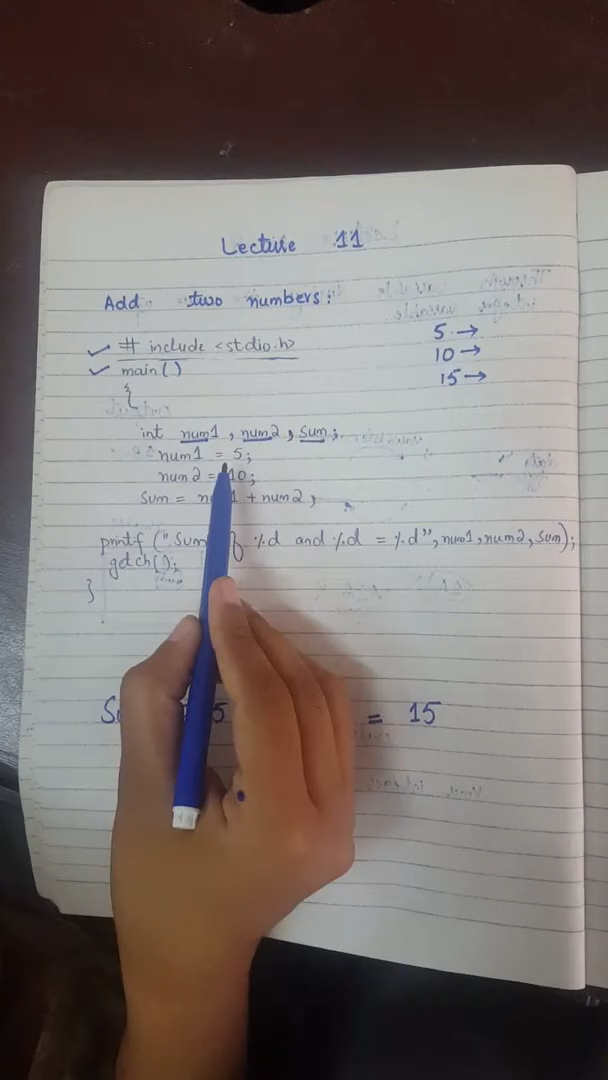 Lecture 11
Add two numbers:
5 →
10 →
15 →
# include <stdio.h>
main()
{
int num1, num2, sum;
num1 = 5;
num2 = 10;
sum = + num2;
printf ("Sum %d and %d = %d", num1, num2, sum);
getch();
}
5 = 15